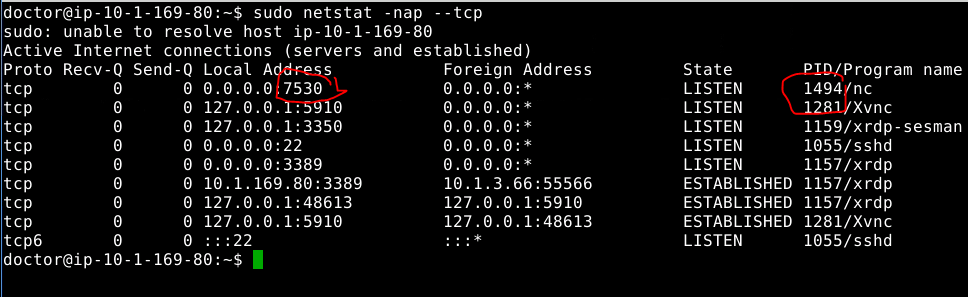 doctor@ip-10-1-169-80:~$ sudo netstat -nap --tcp
sudo: unable to resolve host ip-10-1-169-80
Active Internet connections (servers and established)
Proto Recv-Q Send-Q Local Address           Foreign Address         State       PID/Program name
tcp        0      0 0.0.0.0:7530            0.0.0.0:*               LISTEN      1494/nc
tcp        0      0 127.0.0.1:5910          0.0.0.0:*               LISTEN      1281/Xvnc
tcp        0      0 127.0.0.1:3350          0.0.0.0:*               LISTEN      1159/xrdp-sesman
tcp        0      0 0.0.0.0:22              0.0.0.0:*               LISTEN      1055/sshd
tcp        0      0 0.0.0.0:3389            0.0.0.0:*               LISTEN      1157/xrdp
tcp        0      0 10.1.169.80:3389        10.1.3.66:55566         ESTABLISHED 1157/xrdp
tcp        0      0 127.0.0.1:48613         127.0.0.1:5910          ESTABLISHED 1157/xrdp
tcp        0      0 127.0.0.1:5910          127.0.0.1:48613         ESTABLISHED 1281/Xvnc
tcp6       0      0 :::22                   :::*                    LISTEN      1055/sshd
doctor@ip-10-1-169-80:~$